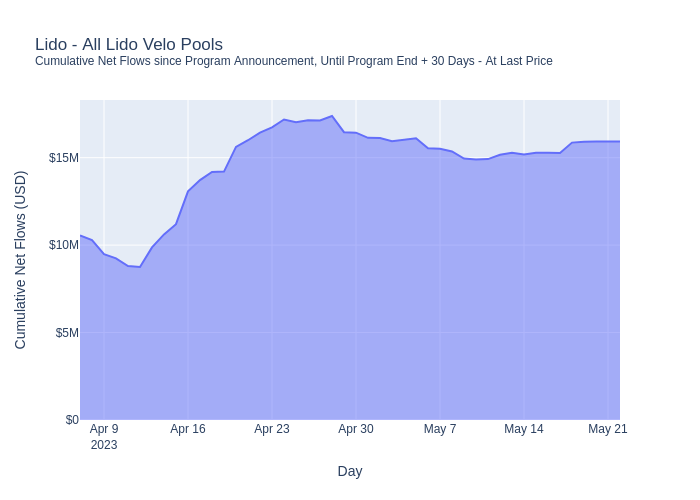 Lido - All Lido Velo Pools
Cumulative Net Flows since Program Announcement, Until Program End + 30 Days - At Last Price
Cumulative Net Flows (USD)
$15M
$10M
$5M
$0
Apr 9
2023
Apr 16
Apr 23
Apr 30
May 7
May 14
May 21
Day